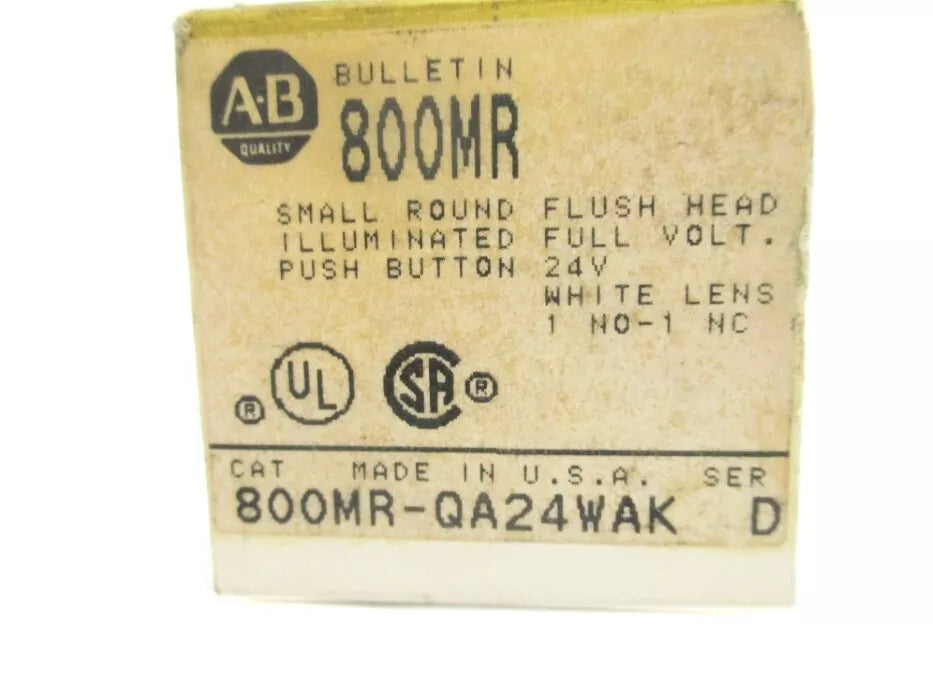 A·B
QUALITY
BULLETIN
800MR
SMALL ROUND FLUSH HEAD
ILLUMINATED FULL VOLT.
PUSH BUTTON 24V
WHITE LENS
1 NO-1 NC
® UL SA ®
CAT MADE IN U.S.A. SER
800MR-QA24WAK D